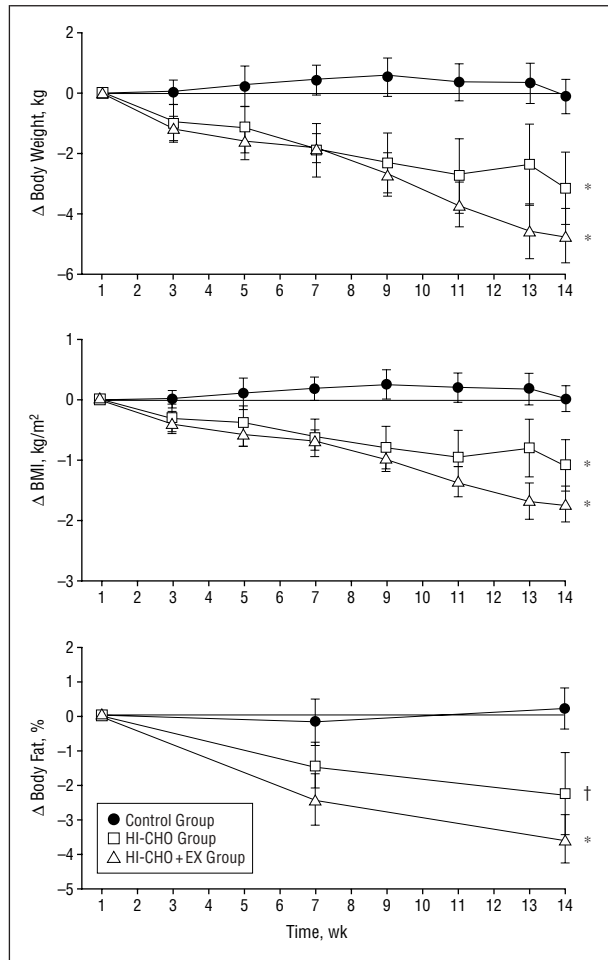 2
0
−2
−4
−6
Δ Body Weight, kg
*
*
1 2 3 4 5 6 7 8 9 10 11 12 13 14
1
0
−1
−2
−3
Δ BMI, kg/m²
*
*
1 2 3 4 5 6 7 8 9 10 11 12 13 14
2
1
0
−1
−2
−3
−4
−5
Δ Body Fat, %
†
*
Control Group
HI-CHO Group
HI-CHO + EX Group
1 2 3 4 5 6 7 8 9 10 11 12 13 14
Time, wk